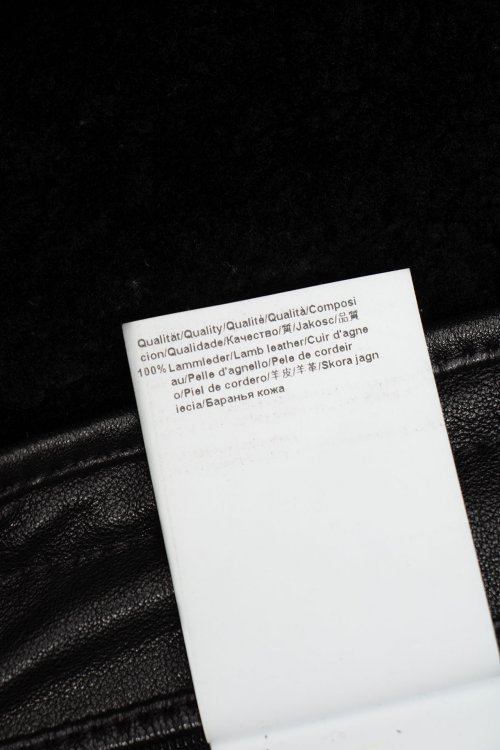 Qualität/Quality/Qualité/Qualità/Composi
cion/Qualidade/Качество/質/Jakosc/品質
100% Lammleder/Lamb leather/Cuir d'agne
au/Pelle d'agnello/Pele de cordeir
o/Piel de cordero/羊皮/羊革/Skora jagn
iecia/Баранья кожа